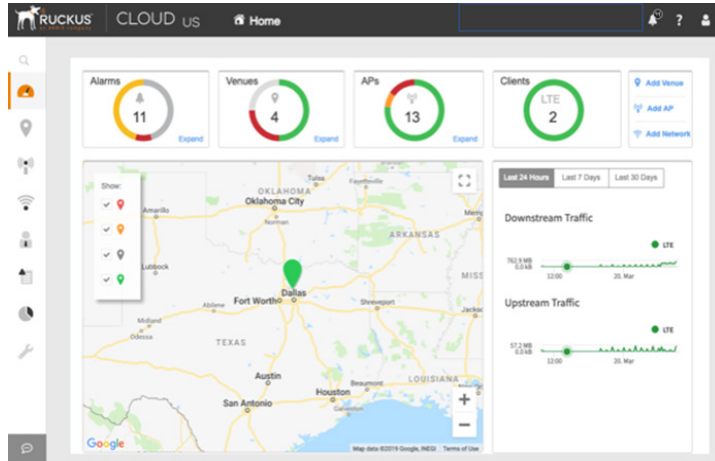 RUCKUS
CLOUD US
Home
?
Alarms
11
Expand
Venues
4
Expand
APs
13
Expand
Clients
LTE
2
Add Venue
Add AP
Add Network
Show:
Tulsa
Fayetteville
OKLAHOMA
Oklahoma City
Amarillo
Norman
ARKANSAS
Lubbock
MISS
Dallas
Fort Worth
Abilene
Shreveport
Midland
Odessa
TEXAS
Austin
LOUISIANA
Beaumont
Houston
San Antonio
Galveston
+
−
Google
Map data ©2019 Google, INEGI
Terms of Use
Last 24 Hours
Last 7 Days
Last 30 Days
Downstream Traffic
LTE
762.9 MB
0.0 kB
12:00
20. Mar
Upstream Traffic
LTE
57.2 MB
0.0 kB
12:00
20. Mar